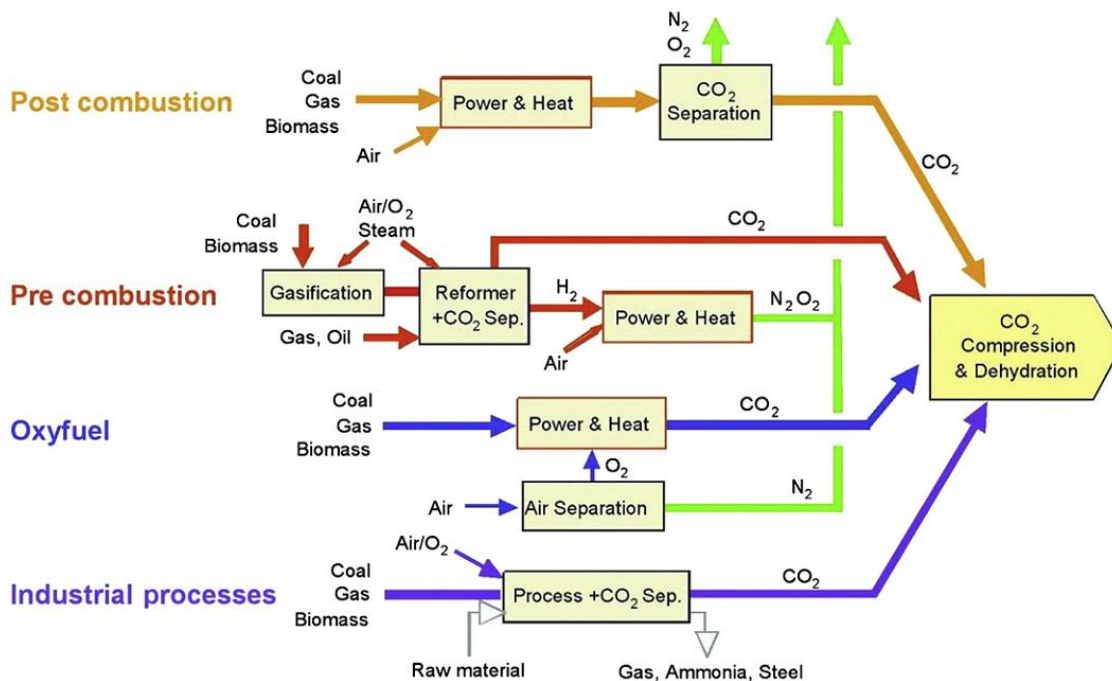 N₂
O₂
Coal
Gas
Biomass
Post combustion
Power & Heat
CO₂
Separation
Air
CO₂
Air/O₂
Steam
Coal
Biomass
CO₂
Pre combustion
Gasification
Reformer
+CO₂ Sep.
H₂
Power & Heat
N₂O₂
Gas, Oil
Air
CO₂
Compression
& Dehydration
Coal
Gas
Biomass
Oxyfuel
Power & Heat
CO₂
O₂
Air
Air Separation
N₂
Air/O₂
Coal
Gas
Biomass
Industrial processes
Process +CO₂ Sep.
CO₂
Raw material
Gas, Ammonia, Steel